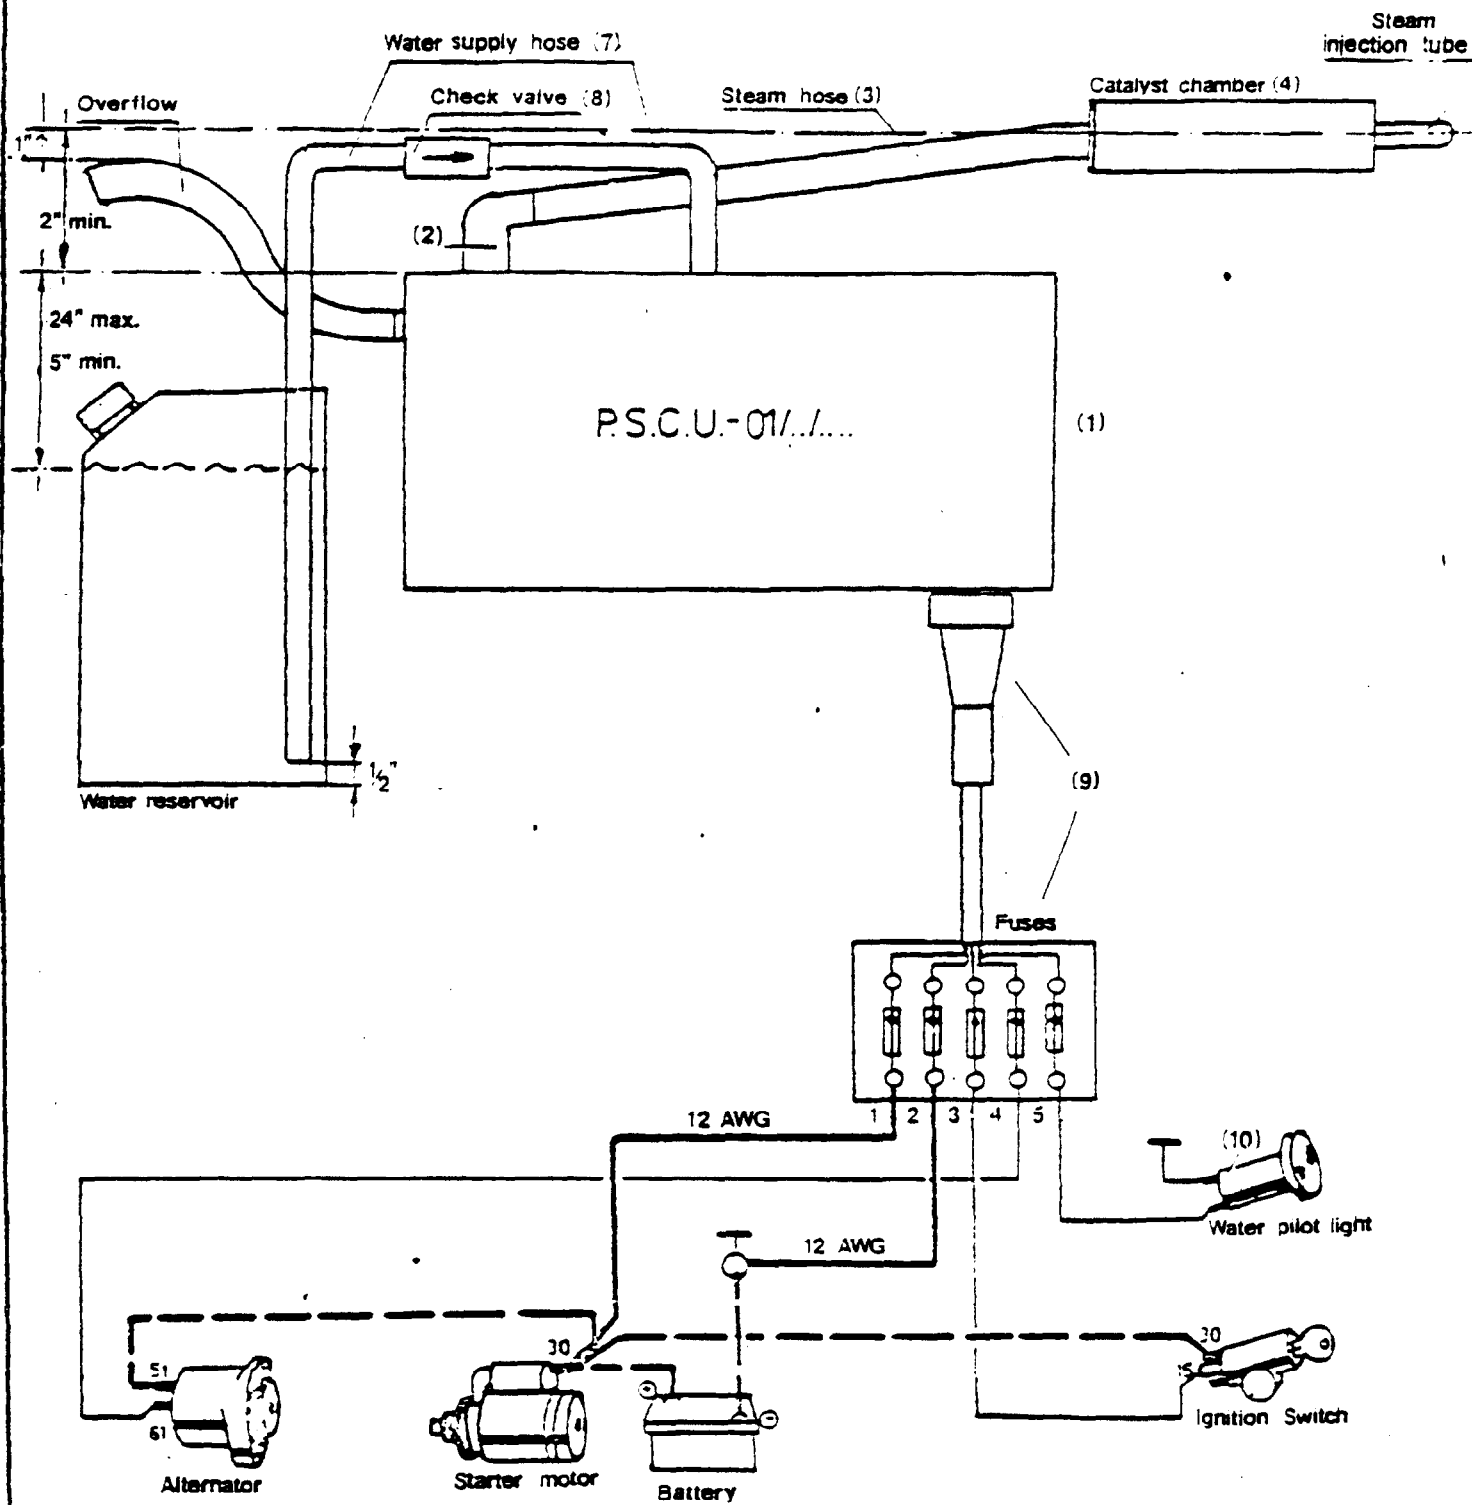 Steam
injection tube
Water supply hose (7)
Catalyst chamber (4)
Overflow
Check valve (8)
Steam hose (3)
1"
2" min.
(2)
24" max.
5" min.
P.S.C.U.-01/../....
(1)
1/2"
Water reservoir
(9)
Fuses
1 2 3 4 5
12 AWG
(10)
Water pilot light
12 AWG
30
30
51
15
61
Ignition Switch
Alternator
Starter motor
Battery